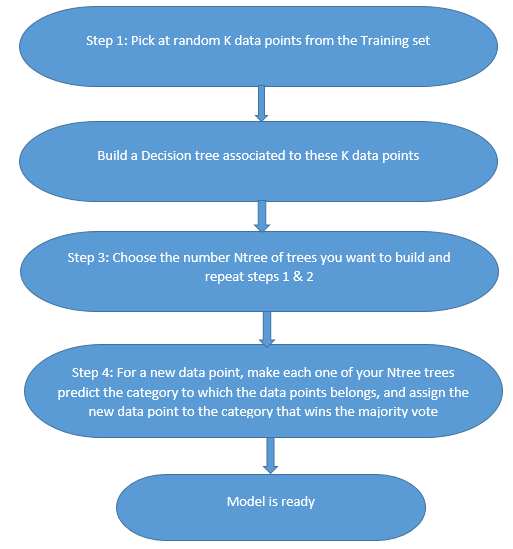 Step 1: Pick at random K data points from the Training set
Build a Decision tree associated to these K data points
Step 3: Choose the number Ntree of trees you want to build and
repeat steps 1 & 2
Step 4: For a new data point, make each one of your Ntree trees
predict the category to which the data points belongs, and assign the
new data point to the category that wins the majority vote
Model is ready